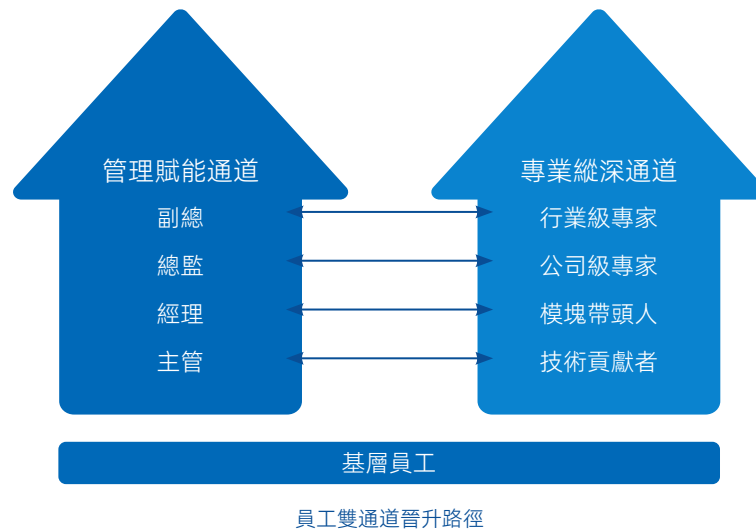 管理賦能通道
副總
總監
經理
主管
專業縱深通道
行業級專家
公司級專家
模塊帶頭人
技術貢獻者
基層員工
員工雙通道晉升路徑